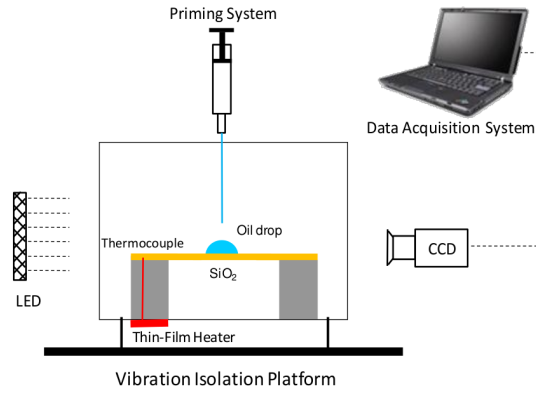 Priming System
Data Acquisition System
Oil drop
Thermocouple
CCD
SiO₂
LED
Thin-Film Heater
Vibration Isolation Platform